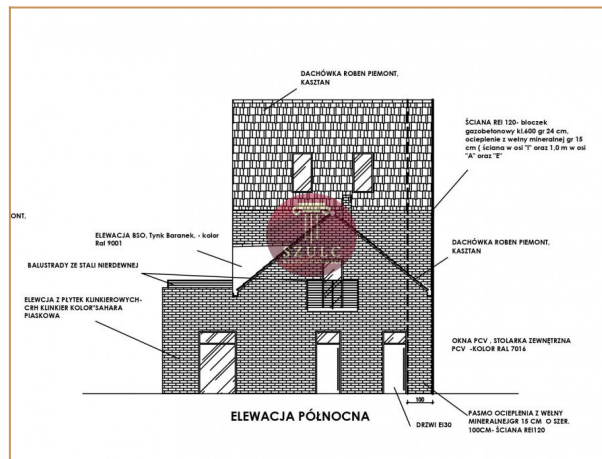 DACHÓWKA ROBEN PIEMONT,
KASZTAN
ŚCIANA REI 120- bloczek
gazobetonowy kl.600 gr 24 cm,
ocieplenie z wełny mineralnej gr 15
cm ( ściana w osi "I" oraz 1,0 m w osi
"A" oraz "E"
ONT,
ELEWACJA BSO, Tynk Baranek, - kolor
Ral 9001
SZULC
DACHÓWKA ROBEN PIEMONT,
KASZTAN
BALUSTRADY ZE STALI NIERDEWNEJ
ELEWCJA Z PŁYTEK KLINKIEROWYCH-
CRH KLINKIER KOLOR"SAHARA
PIASKOWA
OKNA PCV , STOLARKA ZEWNĘTRZNA
PCV -KOLOR RAL 7016
100
ELEWACJA PÓŁNOCNA
DRZWI EI30
PASMO OCIEPLENIA Z WEŁNY
MINERALNEJGR 15 CM O SZER.
100CM- ŚCIANA REI120